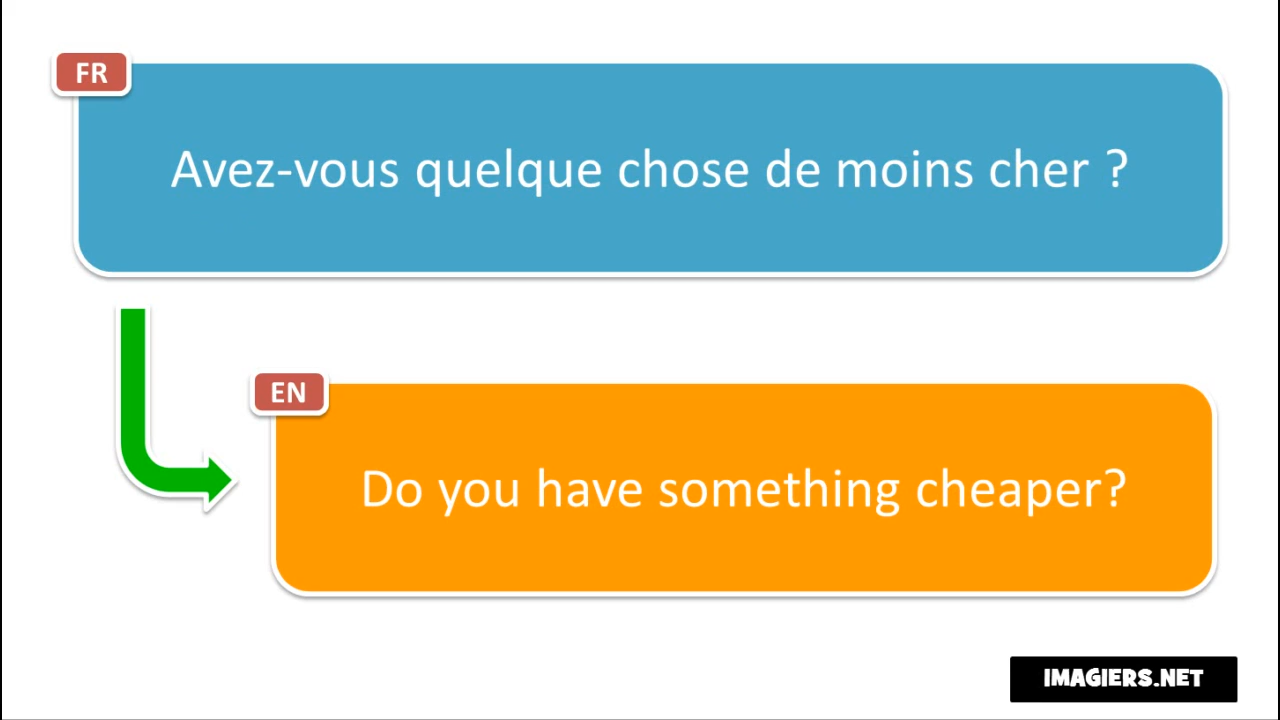 FR
Avez-vous quelque chose de moins cher ?
EN
Do you have something cheaper?
IMAGIERS.NET